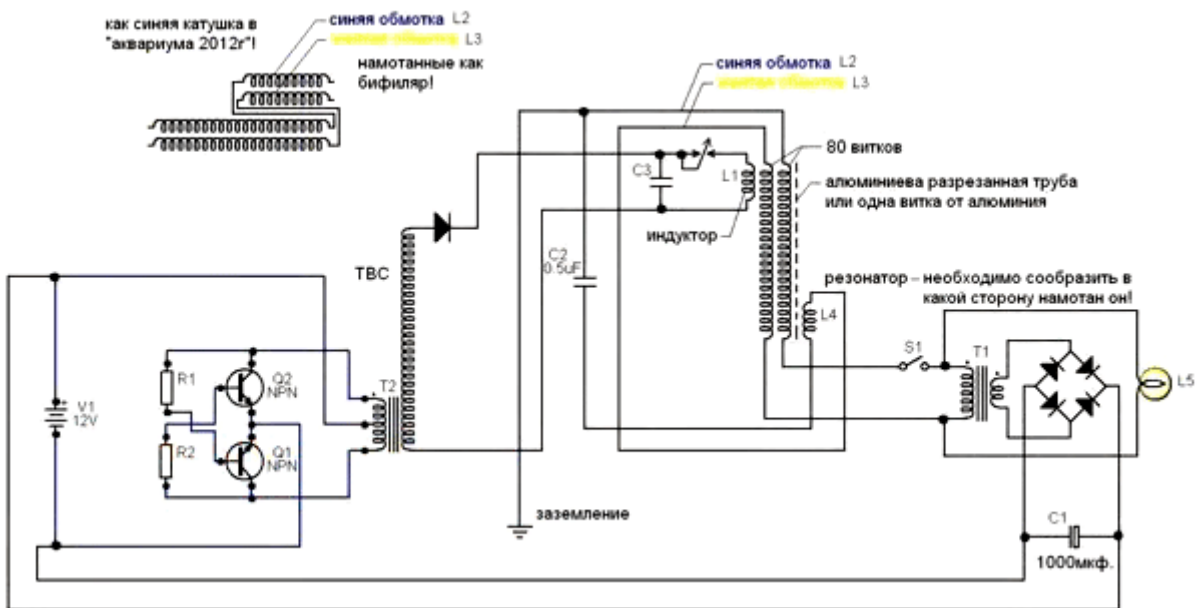 как синяя катушка в
"аквариума 2012г"!
синяя обмотка L2
L3
намотанные как
бифиляр!
синяя обмотка L2
L3
80 витков
алюминиева разрезанная труба
или одна витка от алюминия
C3
L1
индуктор
C2
0.5uF
ТВС
резонатор – необходимо сообразить в
какой сторону намотан он!
L4
S1
T1
L5
R1
Q2
NPN
T2
V1
12V
R2
Q1
NPN
заземление
C1
1000мкф.